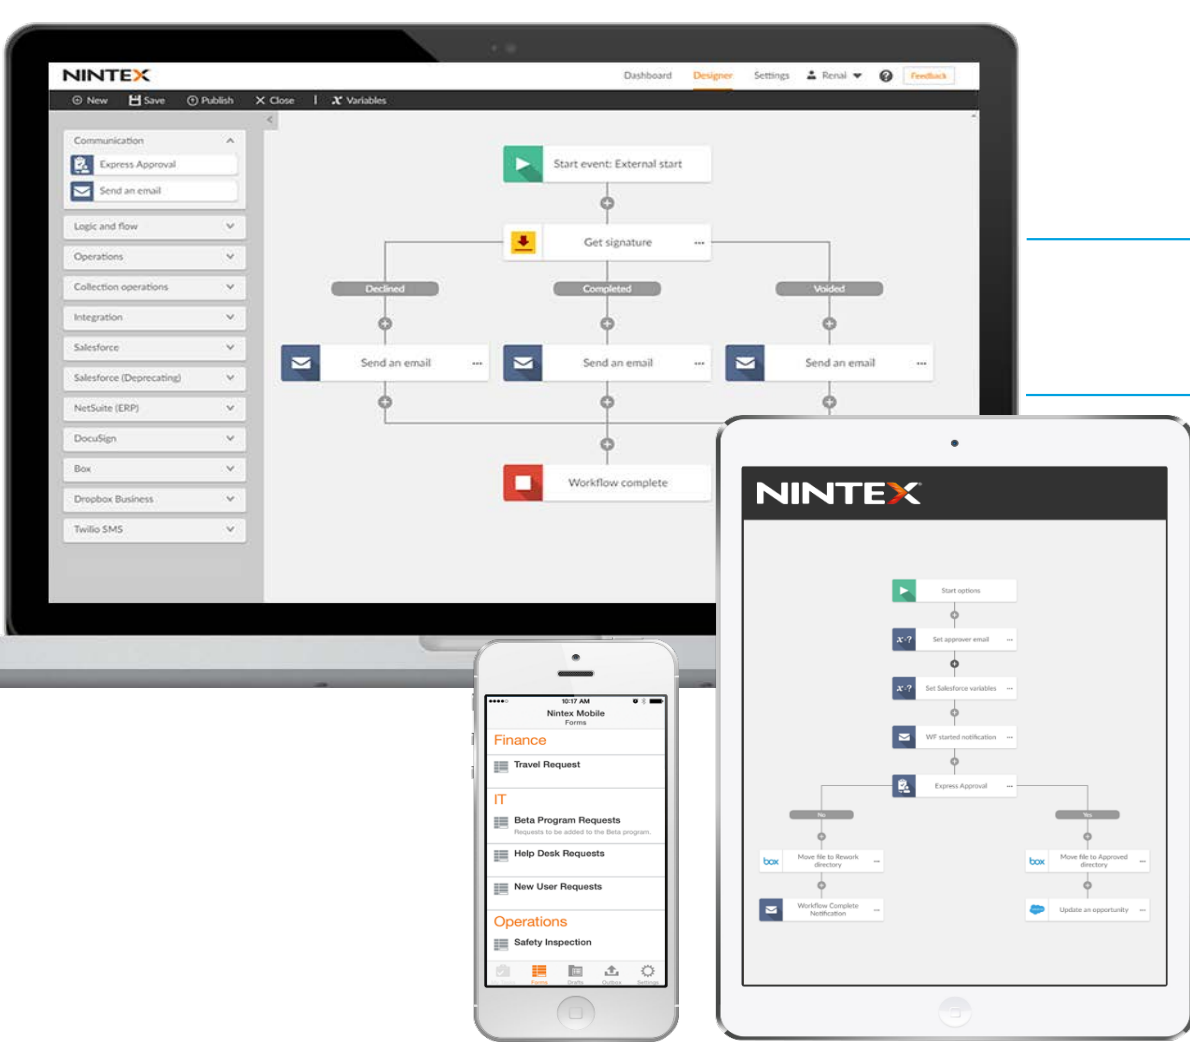 NINTEX
Dashboard Designer Settings Renai Feedback
New Save Publish Close Variables
Communication
Express Approval
Send an email
Logic and flow
Operations
Collection operations
Integration
Salesforce
Salesforce (Deprecating)
NetSuite (ERP)
DocuSign
Box
Dropbox Business
Twilio SMS
Start event: External start
Get signature
Declined Completed Voided
Send an email Send an email Send an email
Workflow complete
10:17 AM
Nintex Mobile
Forms
Finance
Travel Request
IT
Beta Program Requests
Requests to be added to the Beta program.
Help Desk Requests
New User Requests
Operations
Safety Inspection
Forms Drafts Outbox Settings
NINTEX
Start options
Set approver email
Set Salesforce variables
WF started notification
Express Approval
No Yes
Move file to Rework
directory
Move file to Approved
directory
box box
Workflow Complete
Notification
Update an opportunity